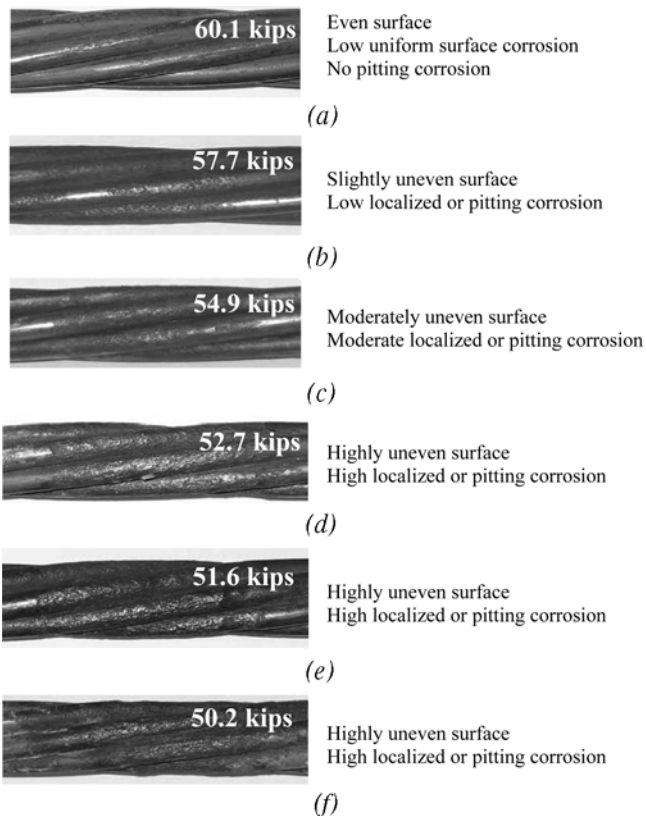 60.1 kips
Even surface
Low uniform surface corrosion
No pitting corrosion
(a)
57.7 kips
Slightly uneven surface
Low localized or pitting corrosion
(b)
54.9 kips
Moderately uneven surface
Moderate localized or pitting corrosion
(c)
52.7 kips
Highly uneven surface
High localized or pitting corrosion
(d)
51.6 kips
Highly uneven surface
High localized or pitting corrosion
(e)
50.2 kips
Highly uneven surface
High localized or pitting corrosion
(f)